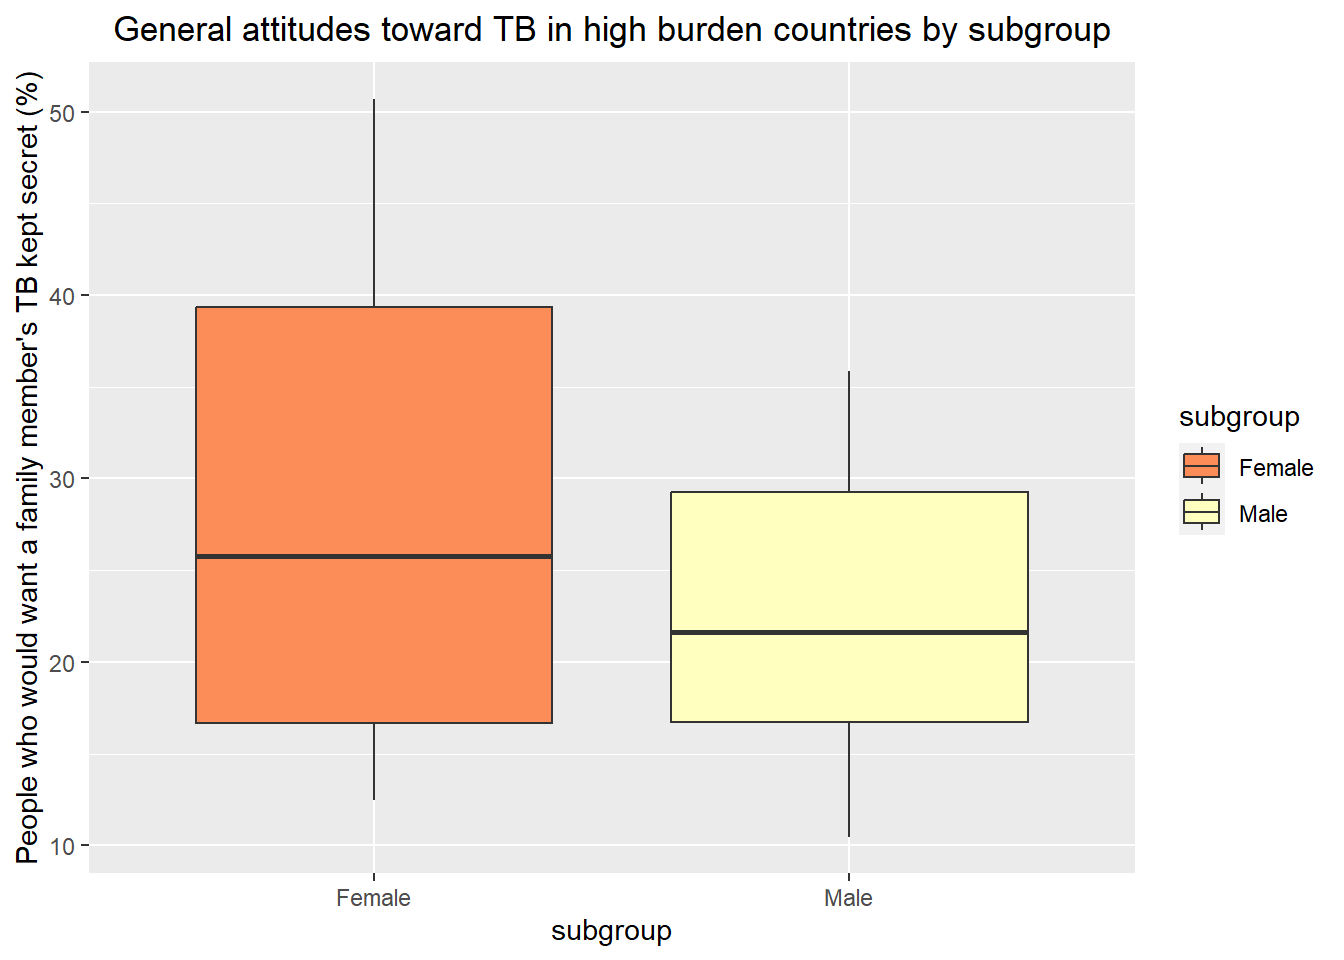 General attitudes toward TB in high burden countries by subgroup
People who would want a family member's TB kept secret (%)
50
40
30
20
10
Female
Male
subgroup
subgroup
Female
Male